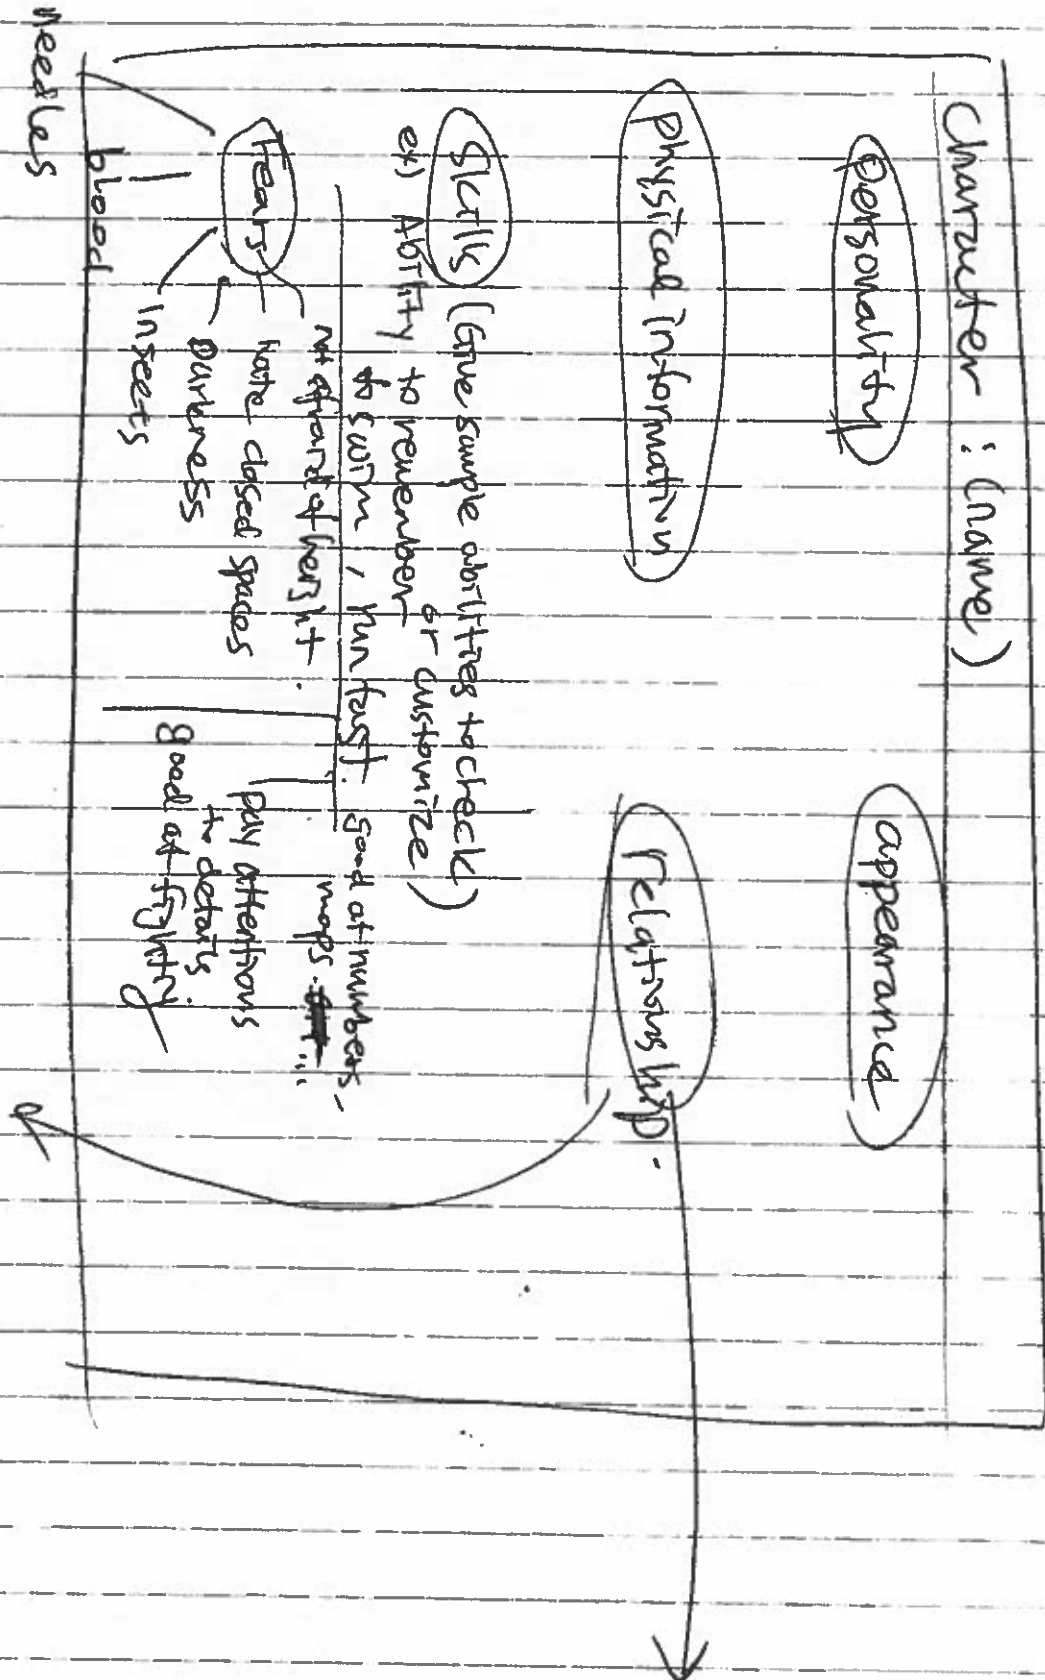 Character : (name)
personality
appearance
physical information
relationship.
Skills (Give sample abilities to check
or customize)
ex) Ability to remember
to swim, run fast. good at numbers,
maps. ...
pay attentions
to details
good at fighting
Fears
Not afraid of height.
hate closed spaces
Darkness
Insects
blood
needles